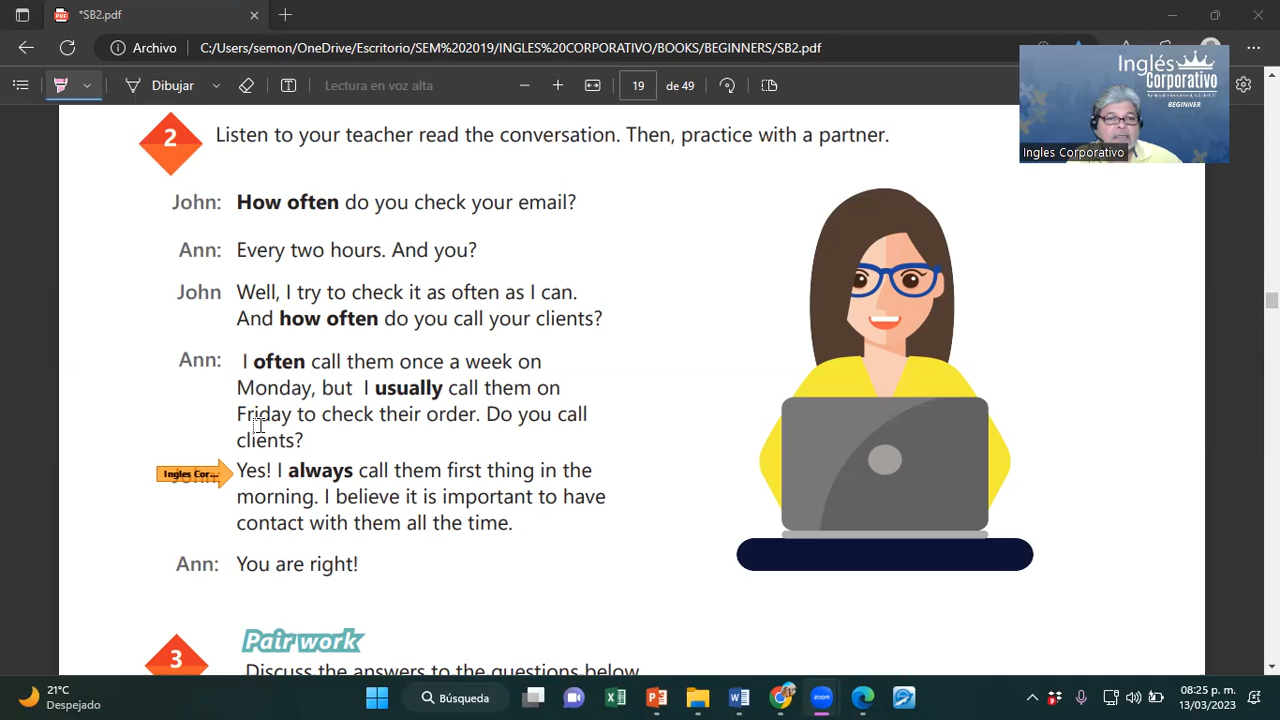 *SB2.pdf
Archivo C:/Users/semon/OneDrive/Escritorio/SEM%202019/INGLES%20CORPORATIVO/BOOKS/BEGINNERS/SB2.pdf
Dibujar Lectura en voz alta 19 de 49
Inglés
Corporativo
BEGINNER
Ingles Corporativo
2 Listen to your teacher read the conversation. Then, practice with a partner.
John: How often do you check your email?
Ann: Every two hours. And you?
John Well, I try to check it as often as I can.
And how often do you call your clients?
Ann: I often call them once a week on
Monday, but I usually call them on
Friday to check their order. Do you call
clients?
Ingles Cor... Yes! I always call them first thing in the
morning. I believe it is important to have
contact with them all the time.
Ann: You are right!
Pair work
3 Discuss the answers to the questions below
21°C
Despejado
Búsqueda
zoom
08:25 p. m.
13/03/2023